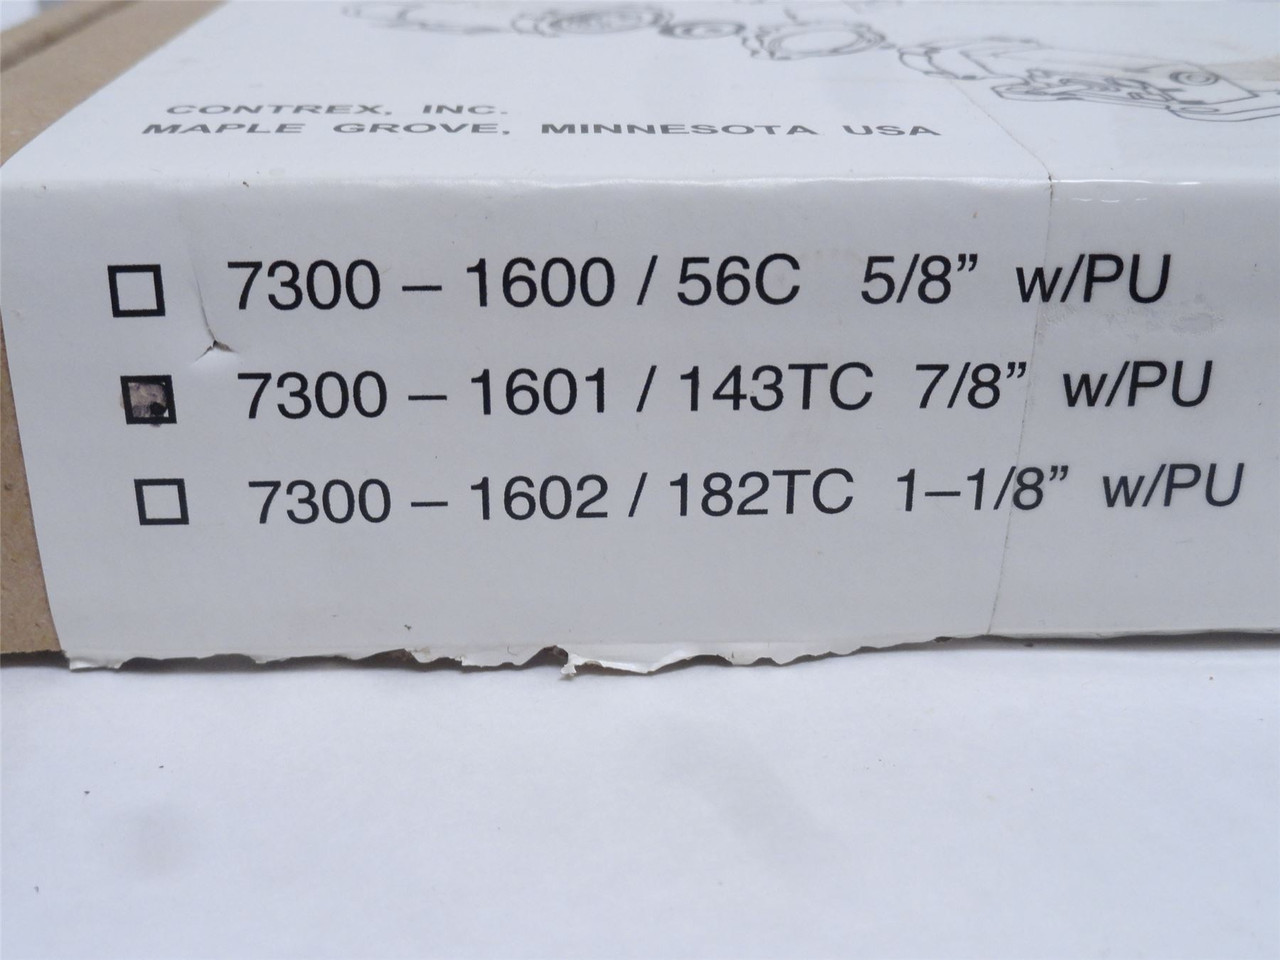 CONTREX, INC.
MAPLE GROVE, MINNESOTA USA
7300 – 1600 / 56C 5/8” w/PU
7300 – 1601 / 143TC 7/8” w/PU
7300 – 1602 / 182TC 1–1/8” w/PU